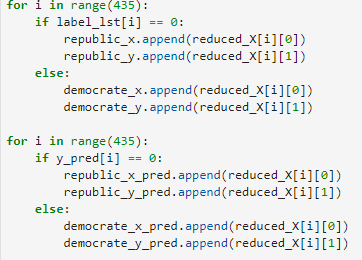 for i in range(435):
    if label_lst[i] == 0:
        republic_x.append(reduced_X[i][0])
        republic_y.append(reduced_X[i][1])
    else:
        democrate_x.append(reduced_X[i][0])
        democrate_y.append(reduced_X[i][1])

for i in range(435):
    if y_pred[i] == 0:
        republic_x_pred.append(reduced_X[i][0])
        republic_y_pred.append(reduced_X[i][1])
    else:
        democrate_x_pred.append(reduced_X[i][0])
        democrate_y_pred.append(reduced_X[i][1])